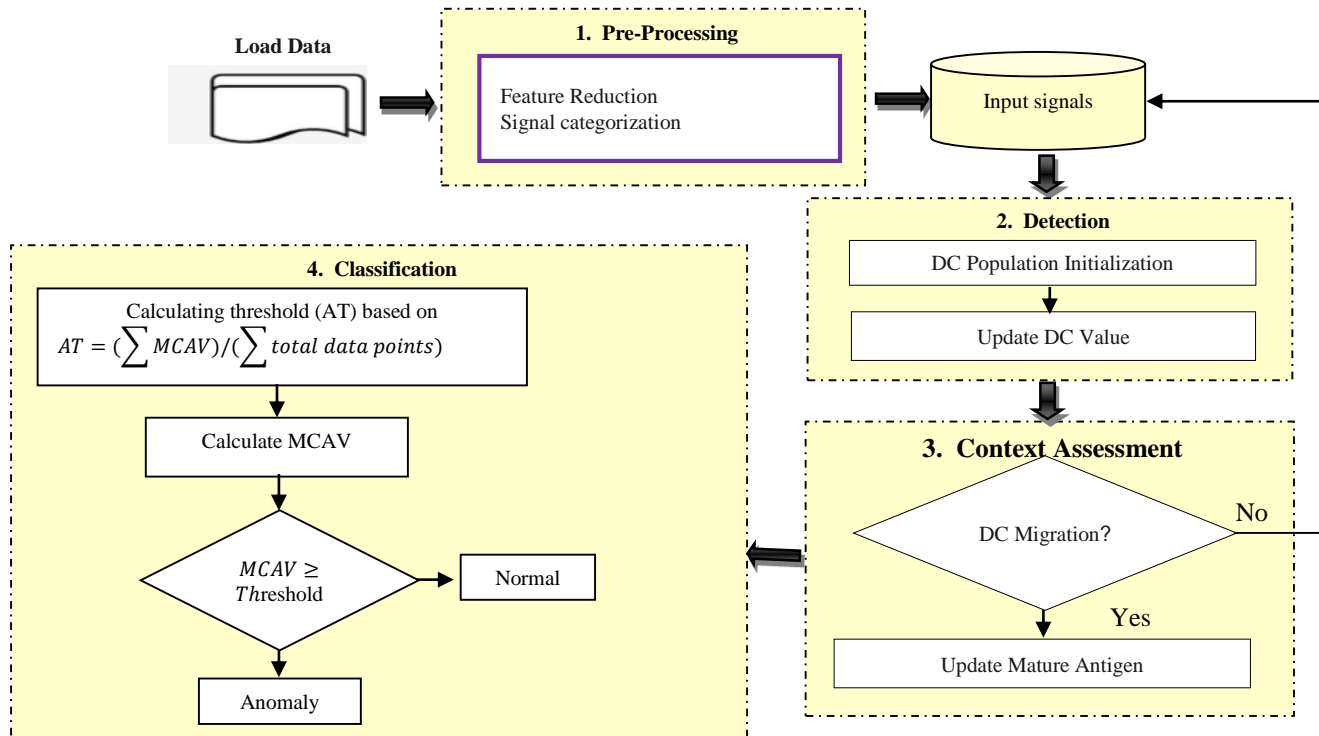 Load Data
1. Pre-Processing
Feature Reduction
Signal categorization
Input signals
2. Detection
DC Population Initialization
Update DC Value
3. Context Assessment
DC Migration?
No
Yes
Update Mature Antigen
4. Classification
Calculating threshold (AT) based on
𝐴𝑇 = (∑ 𝑀𝐶𝐴𝑉)/(∑ 𝑡𝑜𝑡𝑎𝑙 𝑑𝑎𝑡𝑎 𝑝𝑜𝑖𝑛𝑡𝑠)
Calculate MCAV
𝑀𝐶𝐴𝑉 ≥
𝑇ℎreshold
Normal
Anomaly